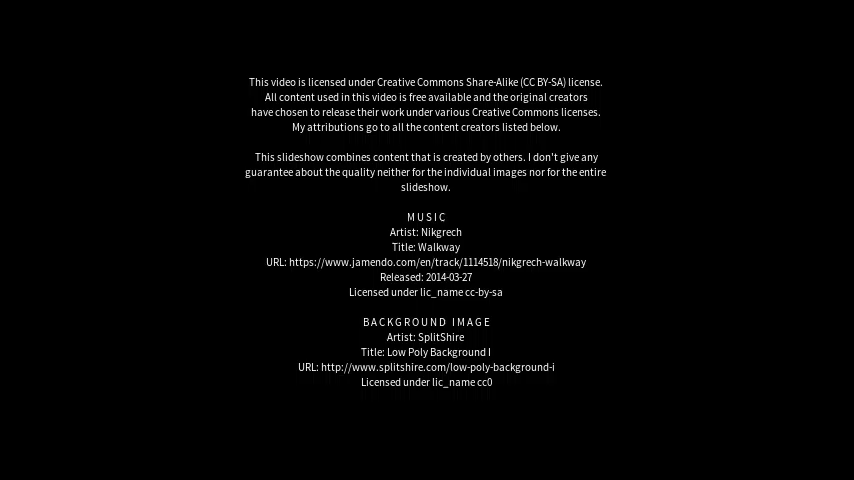 This video is licensed under Creative Commons Share-Alike (CC BY-SA) license.
All content used in this video is free available and the original creators
have chosen to release their work under various Creative Commons licenses.
My attributions go to all the content creators listed below.
This slideshow combines content that is created by others. I don't give any
guarantee about the quality neither for the individual images nor for the entire
slideshow.
MUSIC
Artist: Nikgrech
Title: Walkway
URL: https://www.jamendo.com/en/track/1114518/nikgrech-walkway
Released: 2014-03-27
Licensed under lic_name cc-by-sa
BACKGROUND IMAGE
Artist: SplitShire
Title: Low Poly Background I
URL: http://www.splitshire.com/low-poly-background-i
Licensed under lic_name cc0